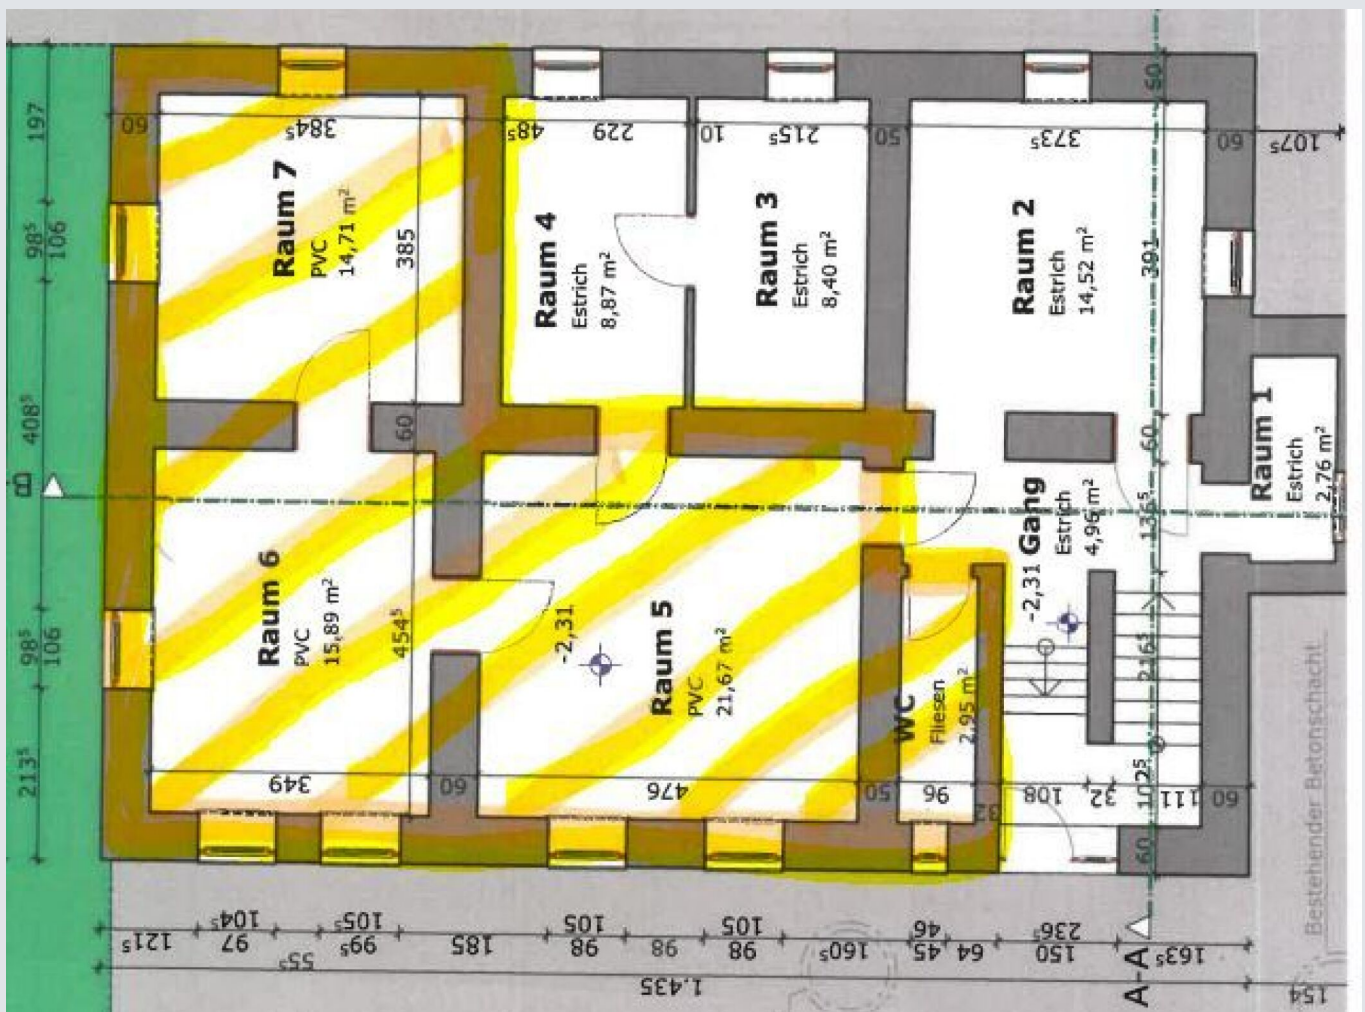 60
384⁵
48⁵
229
10
215⁵
50
373⁵
60
60
107⁵
197
98⁵
106
408⁵
B
98⁵
106
213⁵
Raum 7
PVC
14,71 m²
385
60
Raum 4
Estrich
8,87 m²
Raum 3
Estrich
8,40 m²
Raum 2
Estrich
14,52 m²
391
60
Raum 1
Estrich
2,76 m²
Raum 6
PVC
15,89 m²
454⁵
-2,31
Raum 5
PVC
21,67 m²
WC
Fliesen
2,95 m²
-2,31 Gang
Estrich
4,96 m²
136⁵
216⁵
102⁵
60
349
60
476
50
96
32
108
32
111
60
Bestehender Betonschacht
104⁵
105⁵
105
105
46
236⁵
121⁵
97
99⁵
185
98
98
98
160⁵
45
64
150
163⁵
55⁵
1.435
A-A
154